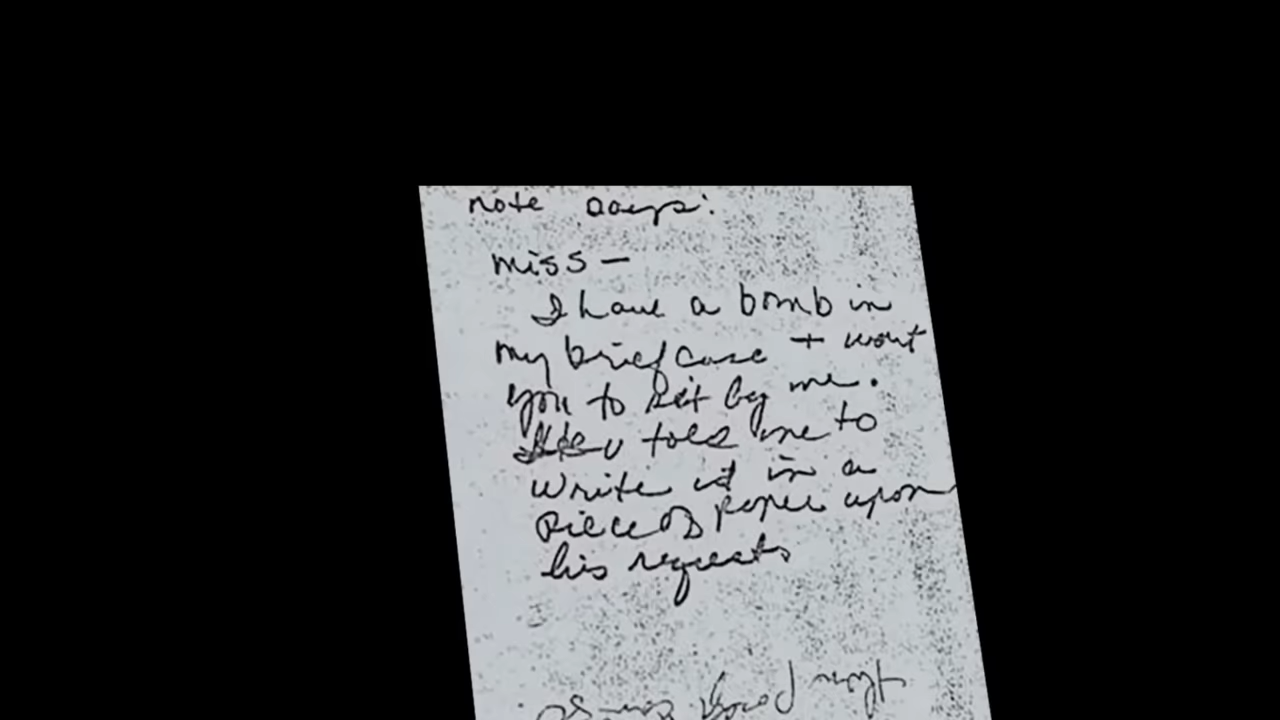 note says:
miss —
I have a bomb in
my briefcase + want
you to sit by me.
told me to
write it in a
piece of paper upon
his requests